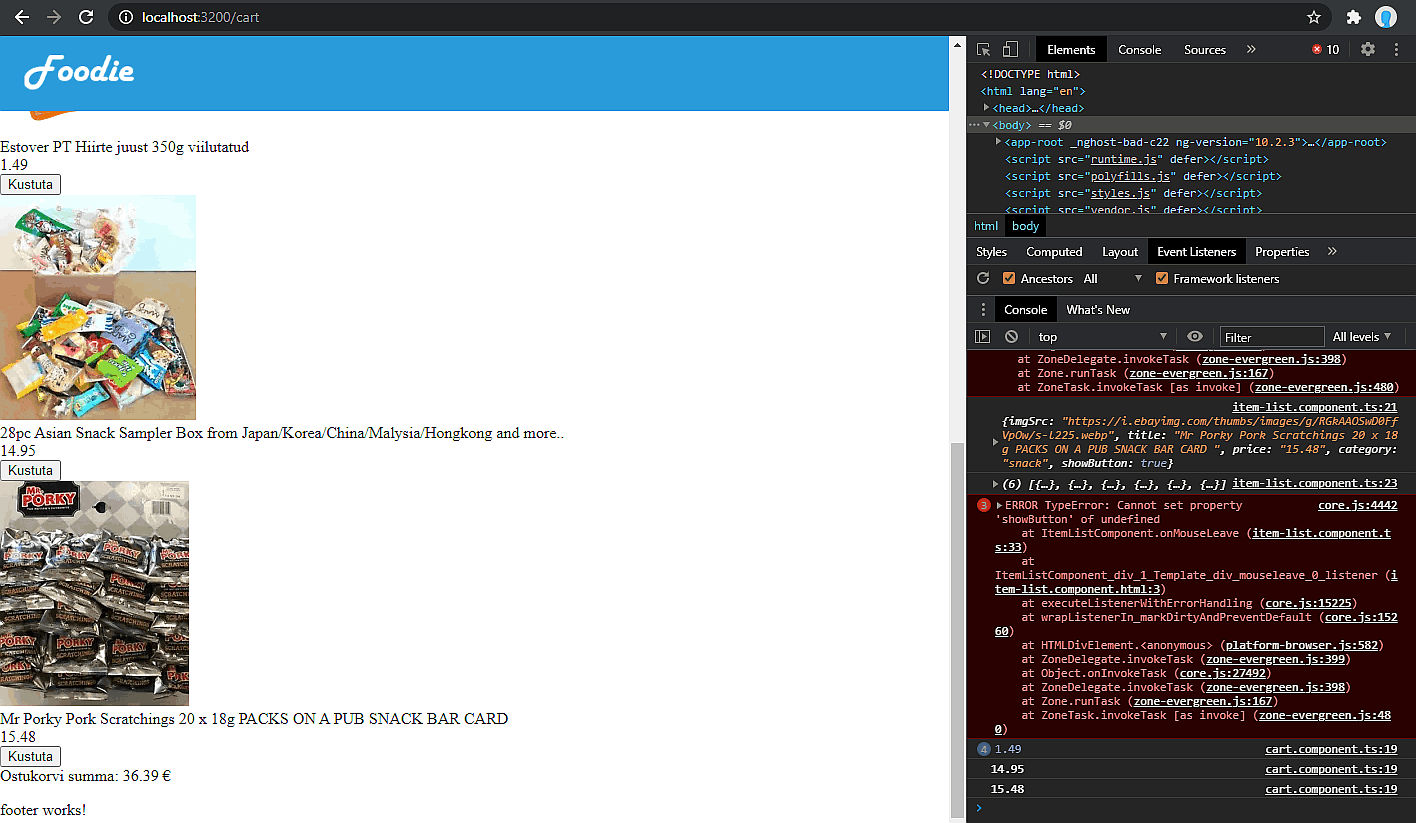 localhost:3200/cart
Foodie
Estover PT Hiirte juust 350g viilutatud
1.49
Kustuta
28pc Asian Snack Sampler Box from Japan/Korea/China/Malysia/Hongkong and more..
14.95
Kustuta
MR. PORKY
Mr Porky Pork Scratchings 20 x 18g PACKS ON A PUB SNACK BAR CARD
15.48
Kustuta
Ostukorvi summa: 36.39 €
footer works!
Elements Console Sources » 10
<!DOCTYPE html>
<html lang="en">
<head>…</head>
<body> == $0
<app-root _nghost-bad-c22 ng-version="10.2.3">…</app-root>
<script src="runtime.js" defer></script>
<script src="polyfills.js" defer></script>
<script src="styles.js" defer></script>
<script src="vendor.js" defer></script>
html body
Styles Computed Layout Event Listeners Properties »
Ancestors All Framework listeners
Console What's New
top Filter All levels
at ZoneDelegate.invokeTask (zone-evergreen.js:398)
at Zone.runTask (zone-evergreen.js:167)
at ZoneTask.invokeTask [as invoke] (zone-evergreen.js:480)
item-list.component.ts:21
{imgSrc: "https://i.ebayimg.com/thumbs/images/g/RGkAAOSwD0Ff
VpOw/s-l225.webp", title: "Mr Porky Pork Scratchings 20 x 18
g PACKS ON A PUB SNACK BAR CARD ", price: "15.48", category:
"snack", showButton: true}
(6) [{…}, {…}, {…}, {…}, {…}, {…}] item-list.component.ts:23
3 ERROR TypeError: Cannot set property core.js:4442
'showButton' of undefined
at ItemListComponent.onMouseLeave (item-list.component.t
s:33)
at
ItemListComponent_div_1_Template_div_mouseleave_0_listener (i
tem-list.component.html:3)
at executeListenerWithErrorHandling (core.js:15225)
at wrapListenerIn_markDirtyAndPreventDefault (core.js:152
60)
at HTMLDivElement.<anonymous> (platform-browser.js:582)
at ZoneDelegate.invokeTask (zone-evergreen.js:399)
at Object.onInvokeTask (core.js:27492)
at ZoneDelegate.invokeTask (zone-evergreen.js:398)
at Zone.runTask (zone-evergreen.js:167)
at ZoneTask.invokeTask [as invoke] (zone-evergreen.js:48
0)
4 1.49 cart.component.ts:19
14.95 cart.component.ts:19
15.48 cart.component.ts:19